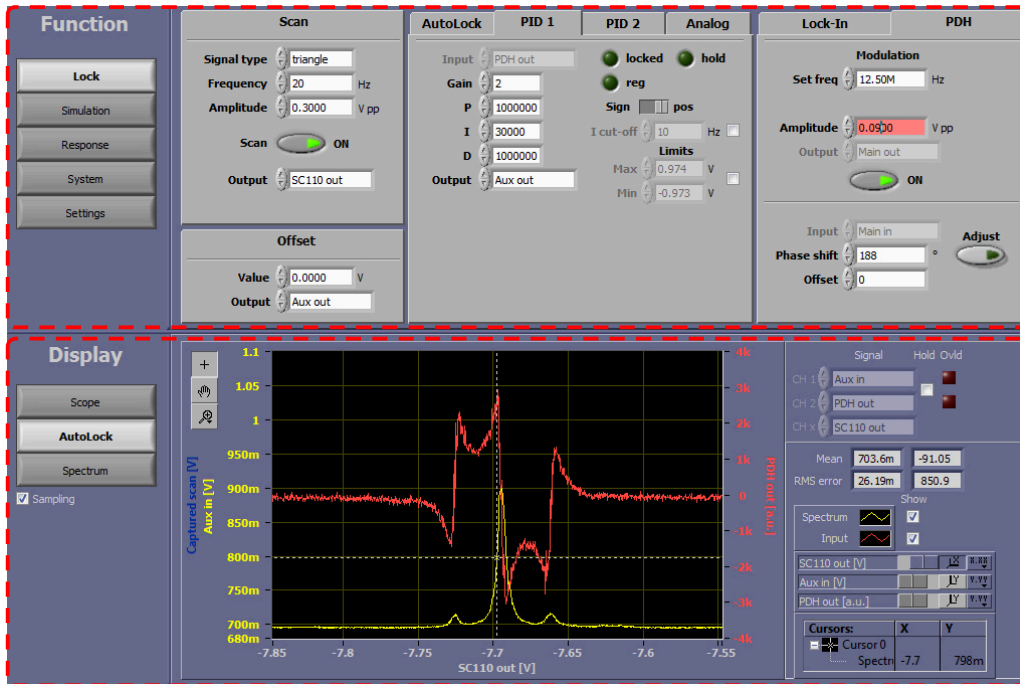 Function
Lock
Simulation
Response
System
Settings
Scan
Signal type triangle
Frequency 20 Hz
Amplitude 0.3000 V pp
Scan ON
Output SC110 out
Offset
Value 0.0000 V
Output Aux out
AutoLock PID 1 PID 2 Analog
Input PDH out locked hold
Gain 2 reg
P 1000000 Sign pos
I 30000 I cut-off 10 Hz
D 1000000 Limits
Output Aux out Max 0.974 V
Min -0.973 V
Lock-In PDH
Modulation
Set freq 12.50M Hz
Amplitude 0.0900 V pp
Output Main out
ON
Input Main in
Adjust
Phase shift 188 °
Offset 0
Display
Scope
AutoLock
Spectrum
Sampling
Captured scan [V]
Aux in [V]
1.1
1.05
1
950m
900m
850m
800m
750m
700m
680m
4k
3k
2k
1k
0
-1k
-2k
-3k
-4k
PDH out [a.u.]
-7.85 -7.8 -7.75 -7.7 -7.65 -7.6 -7.55
SC110 out [V]
Signal Hold Ovld
CH 1 Aux in
CH 2 PDH out
CH x SC110 out
Mean 703.6m -91.05
RMS error 26.19m 850.9
Show
Spectrum
Input
SC110 out [V] X.XX
Aux in [V] Y.YY
PDH out [a.u.] Y.YY
Cursors: X Y
Cursor 0
Spectr -7.7 798m